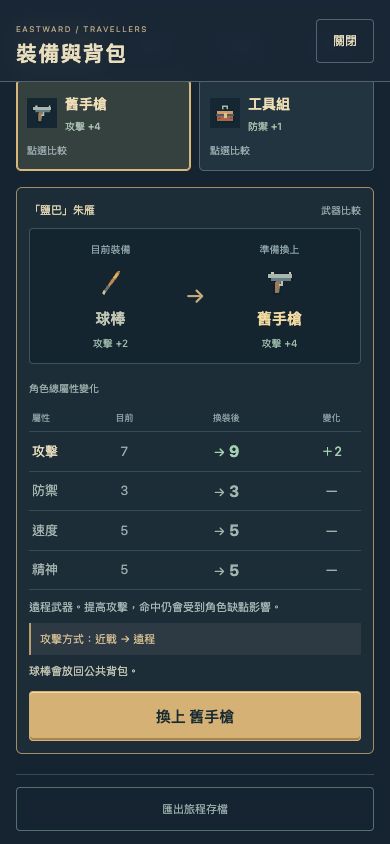 EASTWARD / TRAVELLERS
裝備與背包
關閉
舊手槍
攻擊 +4
點選比較
工具組
防禦 +1
點選比較
「鹽巴」朱雁
武器比較
目前裝備
球棒
攻擊 +2
→
準備換上
舊手槍
攻擊 +4
角色總屬性變化
屬性 目前 換裝後 變化
攻擊 7 → 9 +2
防禦 3 → 3 —
速度 5 → 5 —
精神 5 → 5 —
遠程武器。提高攻擊，命中仍會受到角色缺點影響。
攻擊方式：近戰 → 遠程
球棒會放回公共背包。
換上 舊手槍
匯出旅程存檔